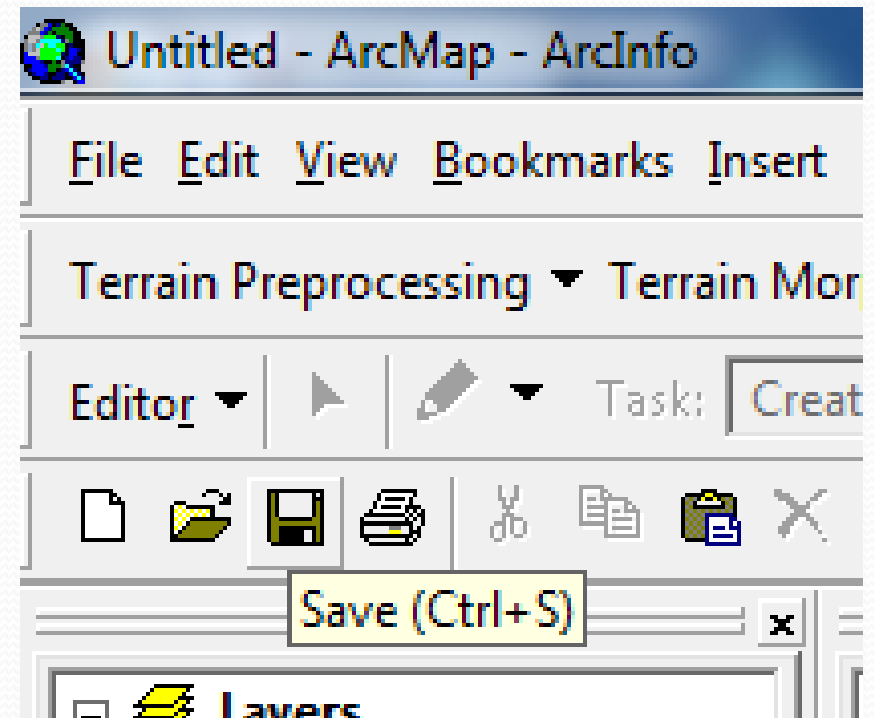 Untitled - ArcMap - ArcInfo
File Edit View Bookmarks Insert
Terrain Preprocessing Terrain Mor
Editor Task: Creat
Save (Ctrl+S)
Layers